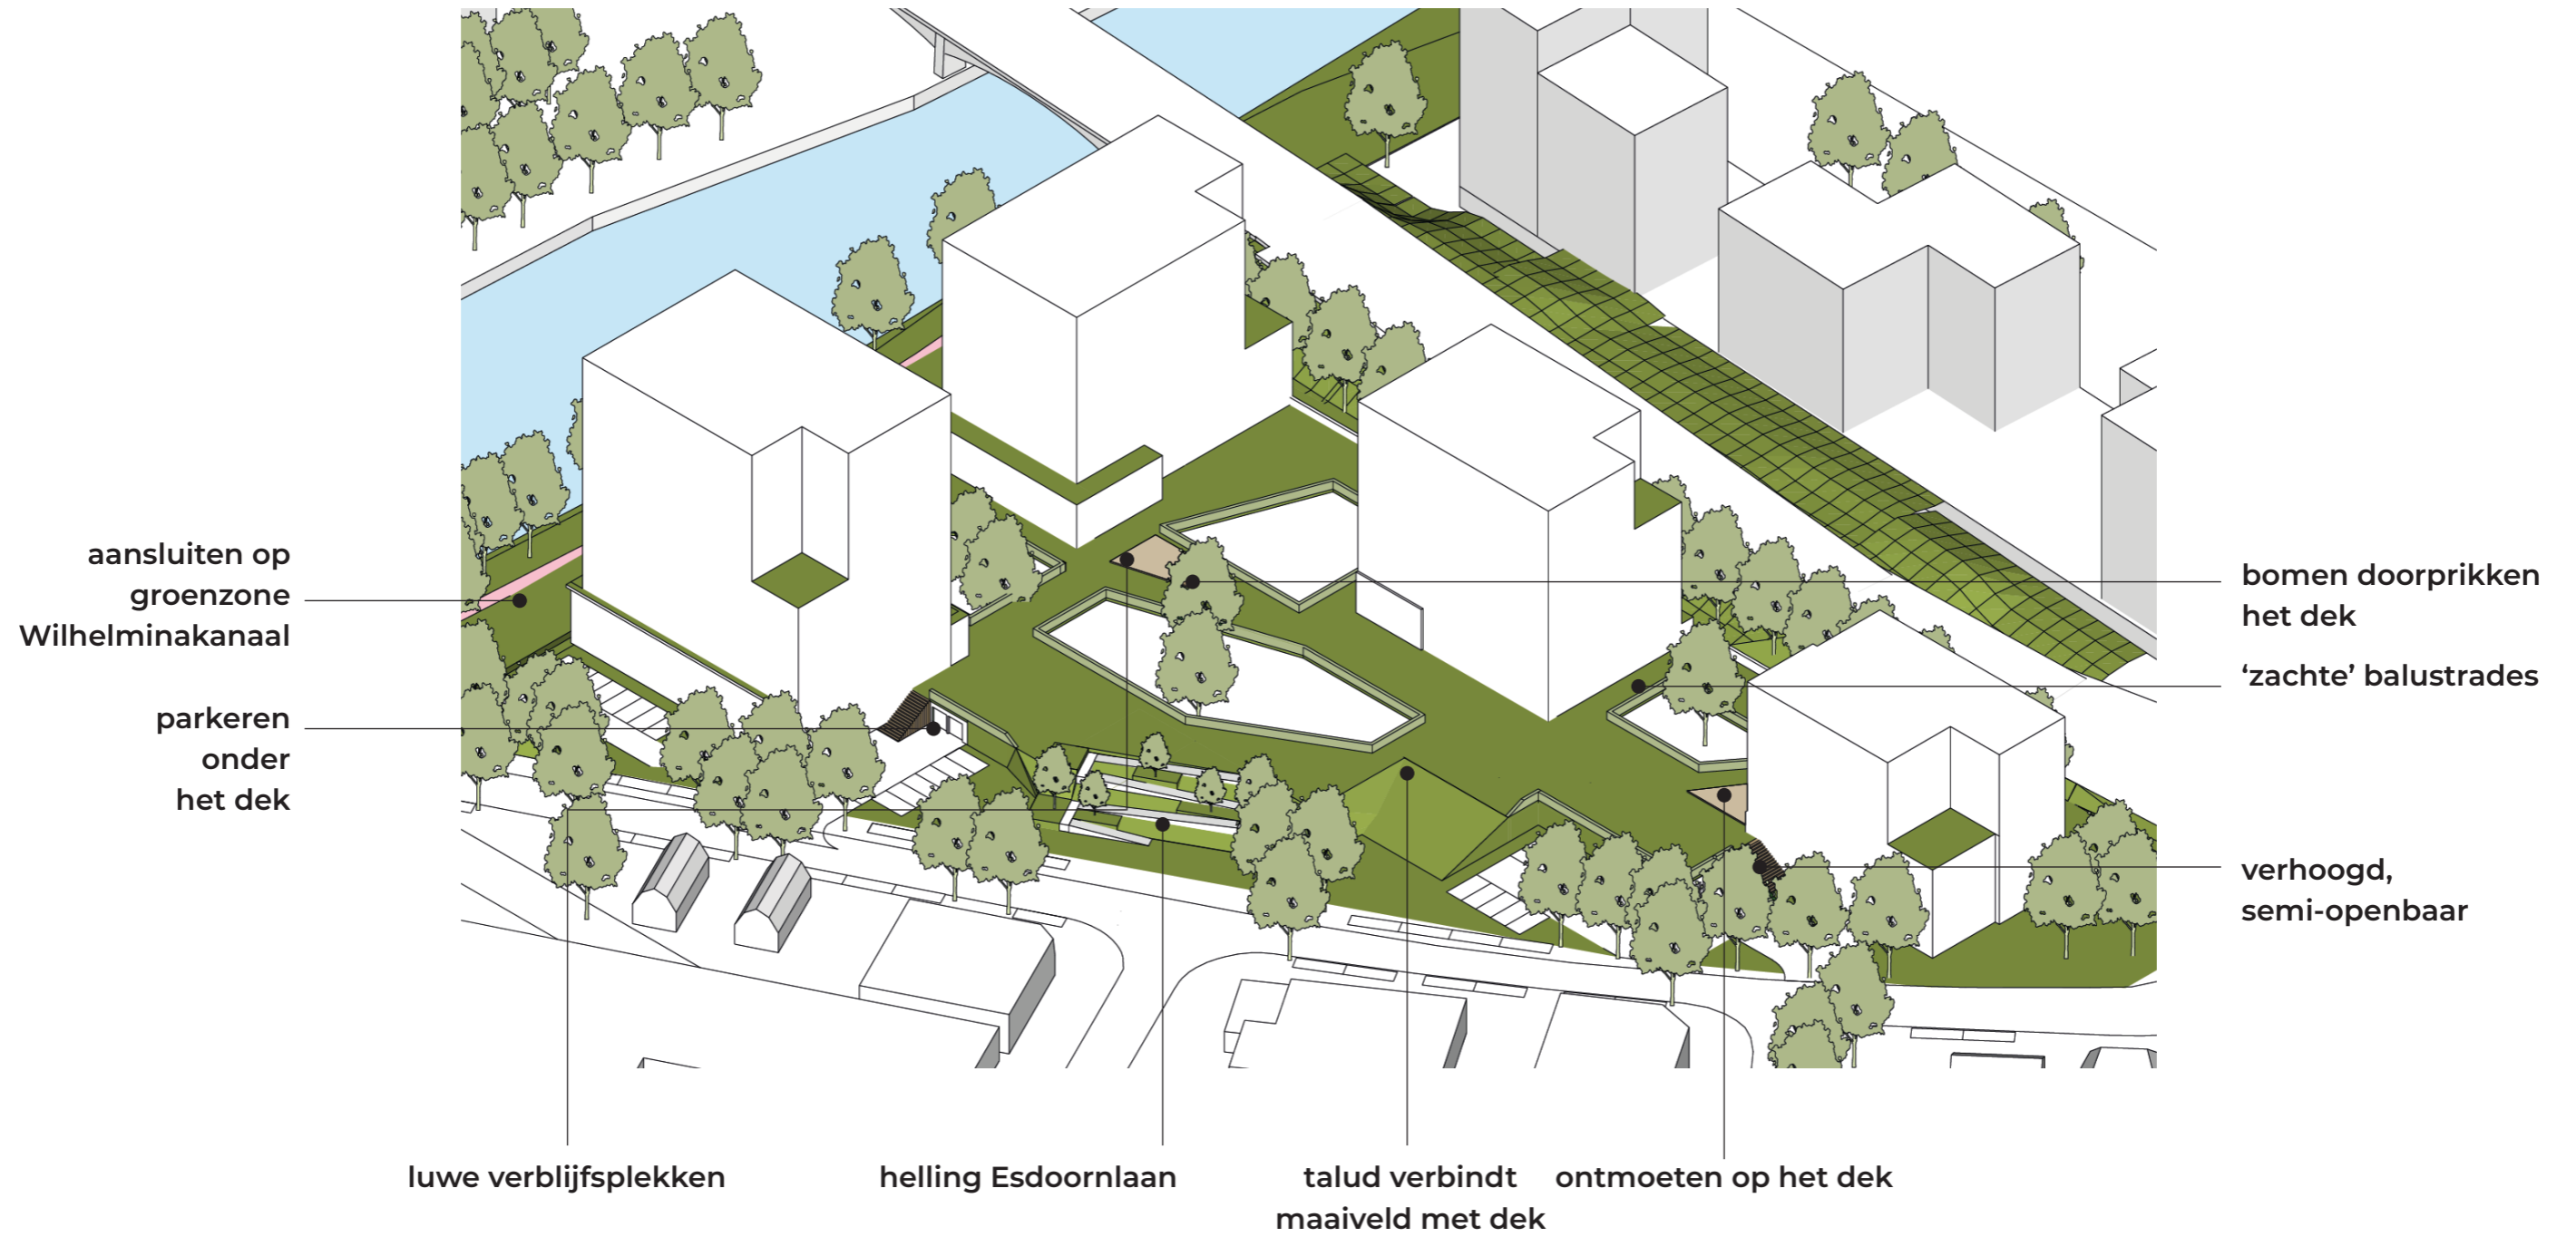 aansluiten op
groenzone
Wilhelminakanaal
parkeren
onder
het dek
bomen doorprikken
het dek
‘zachte’ balustrades
verhoogd,
semi-openbaar
luwe verblijfsplekken
helling Esdoornlaan
talud verbindt
maaiveld met dek
ontmoeten op het dek